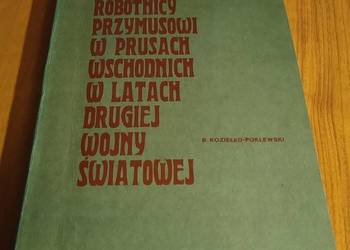 ROBOTNICY
PRZYMUSOWI
W PRUSACH
WSCHODNICH
W LATACH
DRUGIEJ
WOJNY
ŚWIATOWEJ
B. KOZIEŁŁO-POKLEWSKI